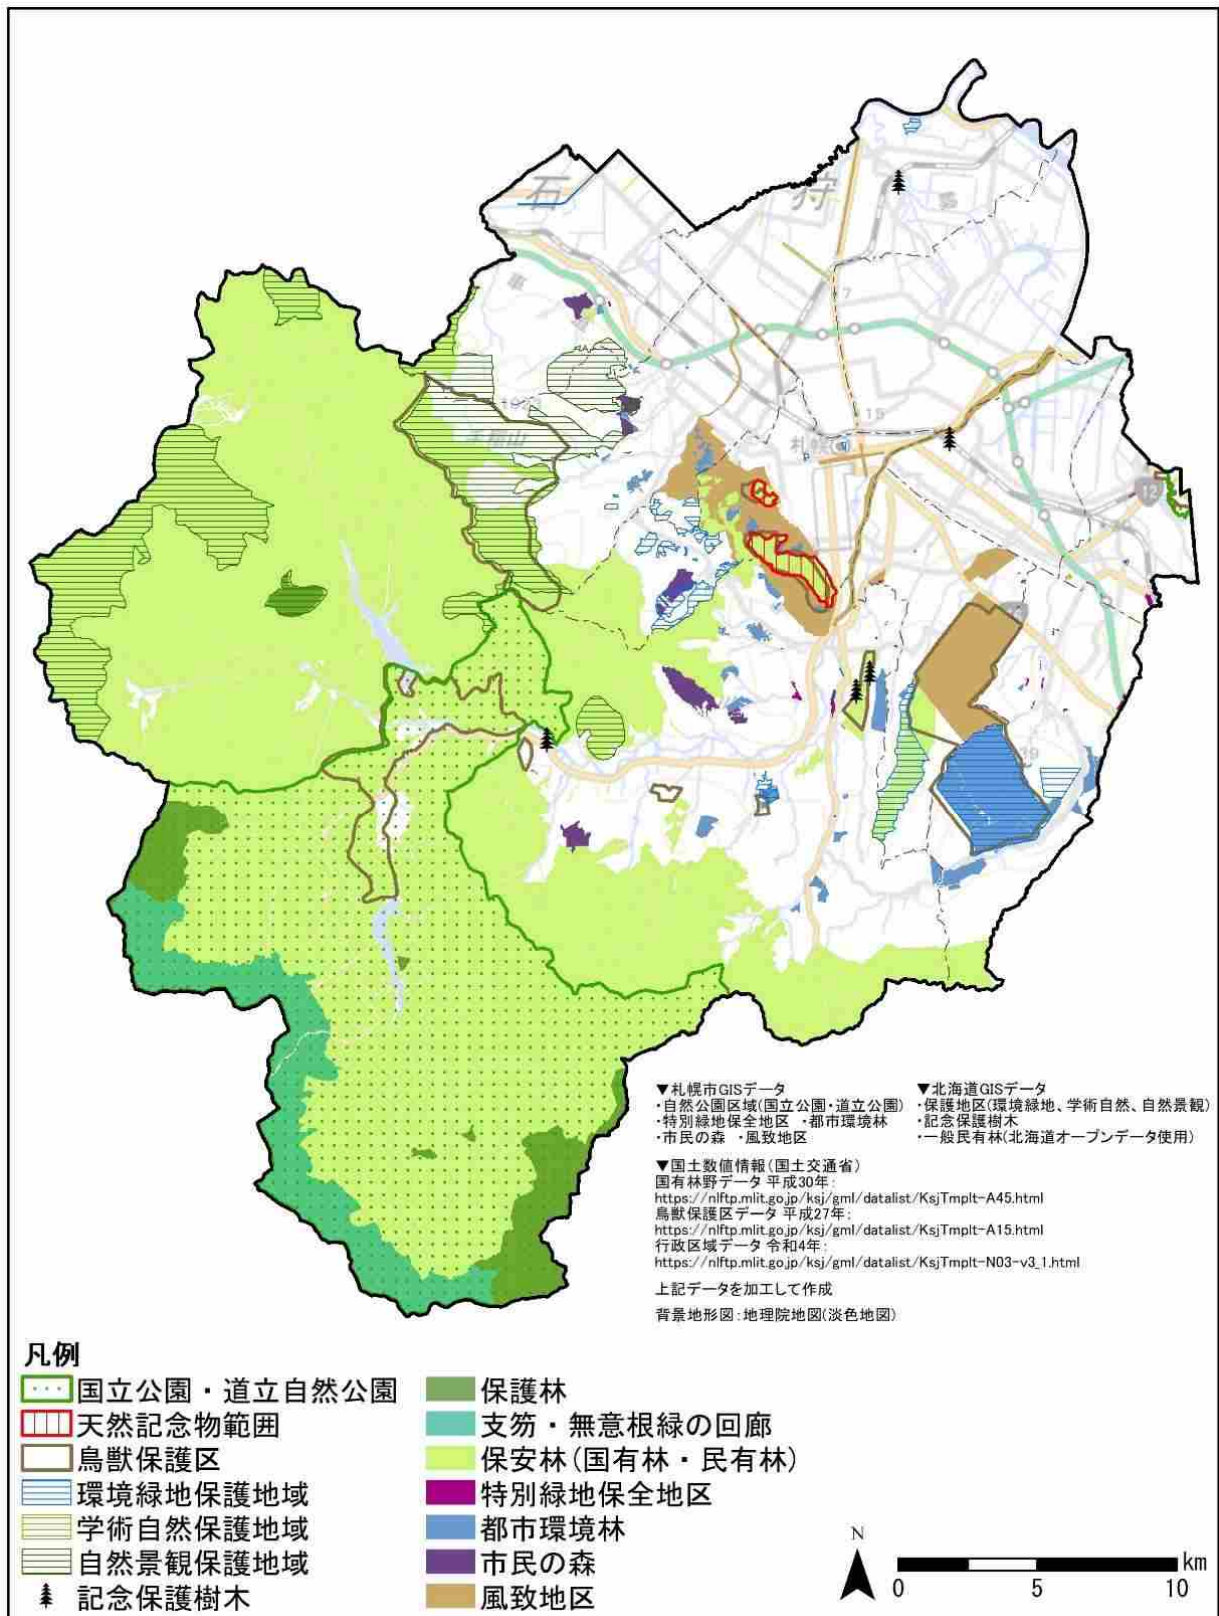 石
狩
7
15
札幌
手稲山
1023
12
39
▼札幌市GISデータ
・自然公園区域(国立公園・道立公園)
・特別緑地保全地区 ・都市環境林
・市民の森 ・風致地区
▼北海道GISデータ
・保護地区(環境緑地、学術自然、自然景観)
・記念保護樹木
・一般民有林(北海道オープンデータ使用)
▼国土数値情報(国土交通省)
国有林野データ 平成30年:
https://nlftp.mlit.go.jp/ksj/gml/datalist/KsjTmplt-A45.html
鳥獣保護区データ 平成27年:
https://nlftp.mlit.go.jp/ksj/gml/datalist/KsjTmplt-A15.html
行政区域データ 令和4年:
https://nlftp.mlit.go.jp/ksj/gml/datalist/KsjTmplt-N03-v3_1.html
上記データを加工して作成
背景地形図:地理院地図(淡色地図)
凡例
国立公園・道立自然公園
天然記念物範囲
鳥獣保護区
環境緑地保護地域
学術自然保護地域
自然景観保護地域
記念保護樹木
保護林
支笏・無意根緑の回廊
保安林(国有林・民有林)
特別緑地保全地区
都市環境林
市民の森
風致地区
N
km
0 5 10